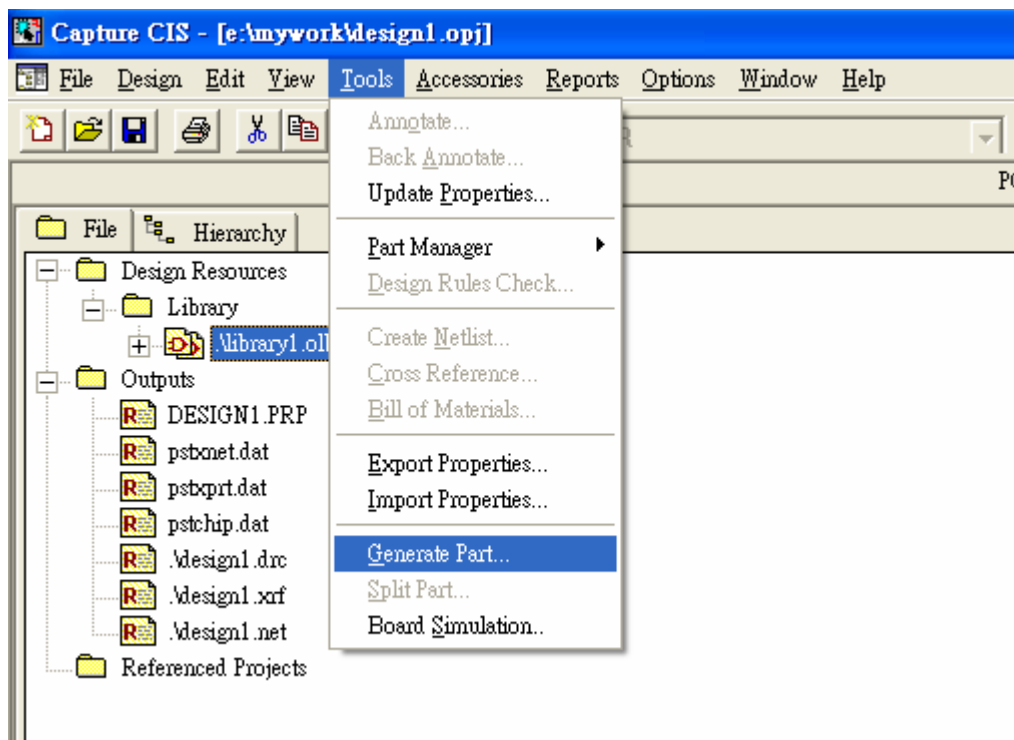 Capture CIS - [e:\mywork\design1.opj]
File Design Edit View Tools Accessories Reports Options Window Help
Annotate...
Back Annotate...
Update Properties...
Part Manager
Design Rules Check...
Create Netlist...
Cross Reference...
Bill of Materials...
Export Properties...
Import Properties...
Generate Part...
Split Part...
Board Simulation..
File Hierarchy
Design Resources
Library
.\library1.ol
Outputs
DESIGN1.PRP
pstxnet.dat
pstxprt.dat
pstchip.dat
.\design1.drc
.\design1.xrf
.\design1.net
Referenced Projects